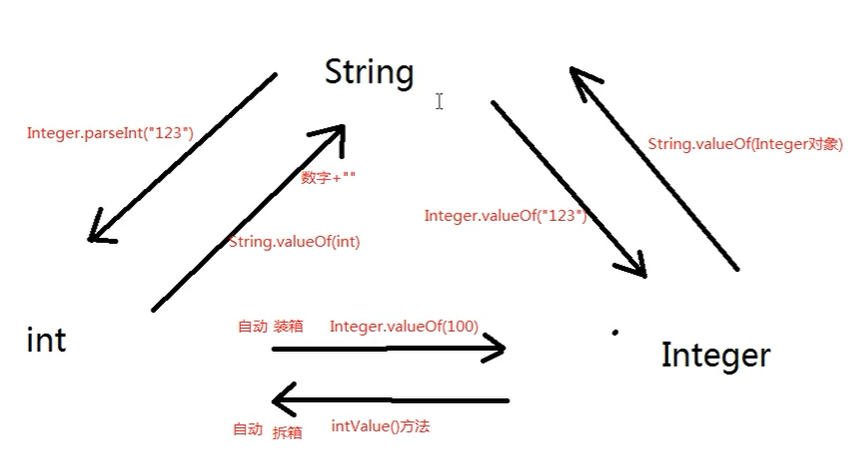 String
Integer.parseInt("123")
String.valueOf(Integer对象)
数字+""
Integer.valueOf("123")
String.valueOf(int)
自动 装箱 Integer.valueOf(100)
int
Integer
自动 拆箱 intValue()方法